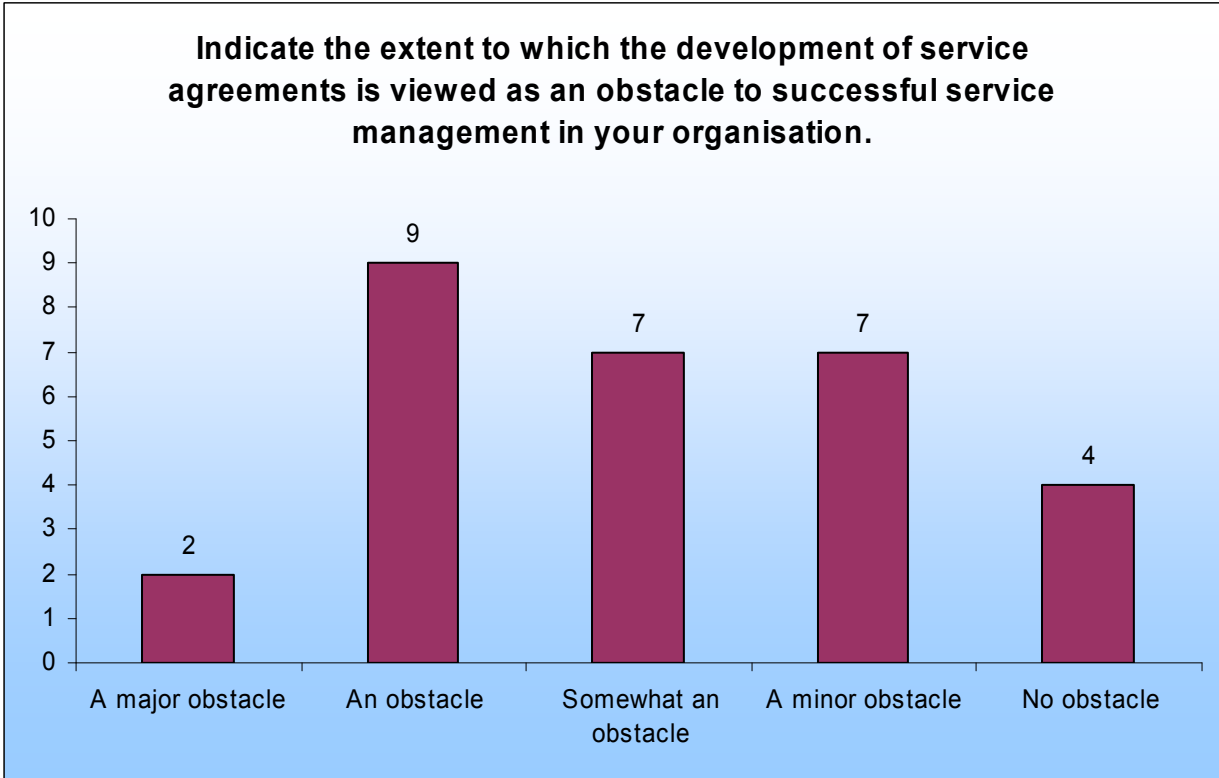 Indicate the extent to which the development of service
agreements is viewed as an obstacle to successful service
management in your organisation.
10
9
8
7
6
5
4
3
2
1
0
2
9
7
7
4
A major obstacle
An obstacle
Somewhat an
obstacle
A minor obstacle
No obstacle